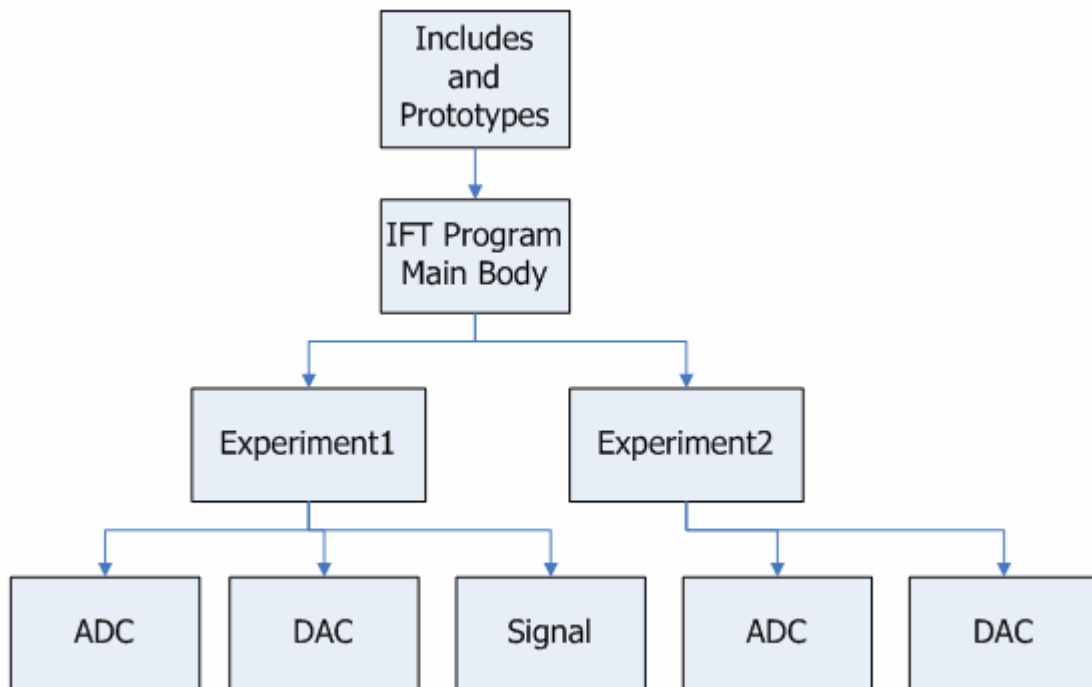 Includes
and
Prototypes
IFT Program
Main Body
Experiment1
Experiment2
ADC
DAC
Signal
ADC
DAC